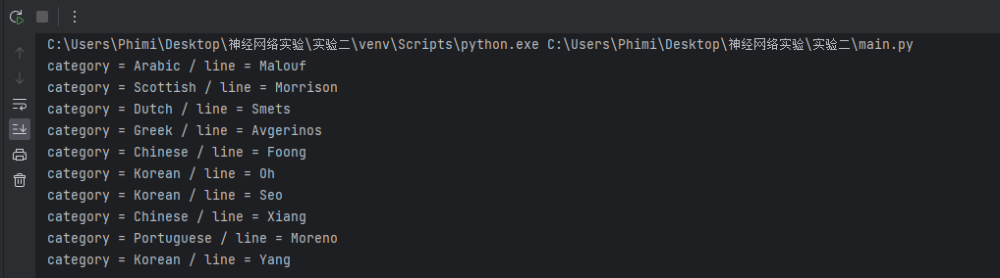 C:\Users\Phimi\Desktop\神经网络实验\实验二\venv\Scripts\python.exe C:\Users\Phimi\Desktop\神经网络实验\实验二\main.py
category = Arabic / line = Malouf
category = Scottish / line = Morrison
category = Dutch / line = Smets
category = Greek / line = Avgerinos
category = Chinese / line = Foong
category = Korean / line = Oh
category = Korean / line = Seo
category = Chinese / line = Xiang
category = Portuguese / line = Moreno
category = Korean / line = Yang